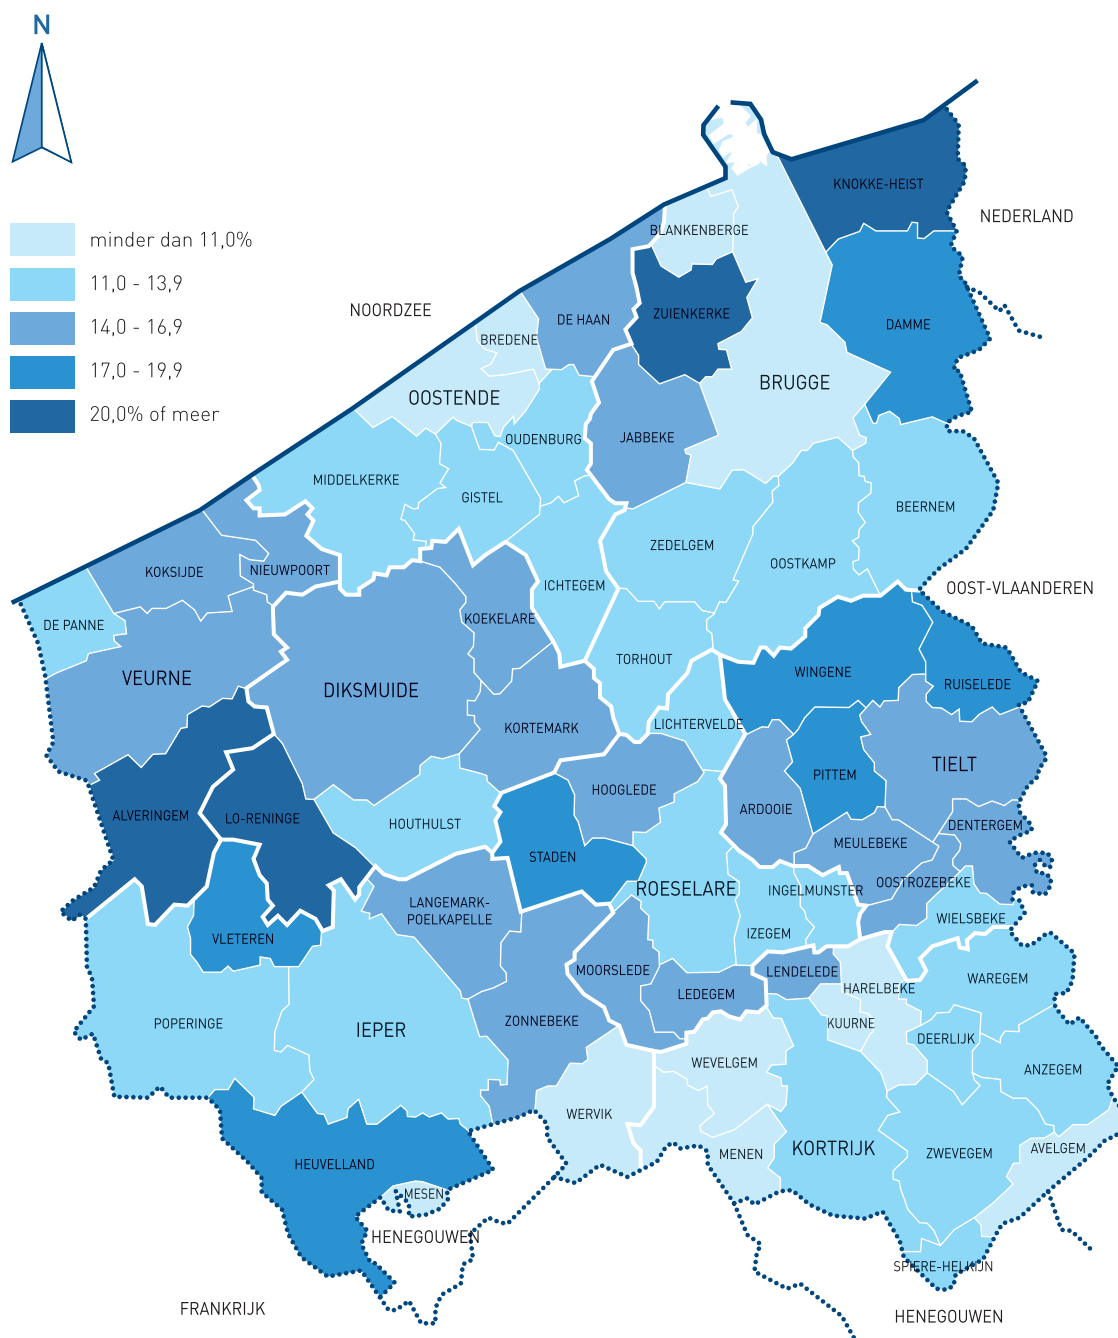 N
minder dan 11,0%
11,0 - 13,9
14,0 - 16,9
17,0 - 19,9
20,0% of meer
NOORDZEE
NEDERLAND
OOST-VLAANDEREN
KNOKKE-HEIST
BLANKENBERGE
ZUIENKERKE
DE HAAN
DAMME
BREDENE
BRUGGE
OOSTENDE
OUDENBURG
JABBEKE
MIDDELKERKE
GISTEL
BEERNEM
ZEDELGEM
OOSTKAMP
KOKSIJDE
NIEUWPOORT
ICHTEGEM
DE PANNE
KOEKELARE
TORHOUT
VEURNE
DIKSMUIDE
WINGENE
RUISELEDE
KORTEMARK
LICHTERVELDE
TIELT
PITTEM
HOOGLEDE
ARDOOIE
ALVERINGEM
LO-RENINGE
HOUTHULST
DENTERGEM
MEULEBEKE
STADEN
ROESELARE
INGELMUNSTER
OOSTROZEBEKE
LANGEMARK-
POELKAPELLE
WIELSBEKE
VLETEREN
IZEGEM
MOORSLEDE
LENDELEDE
WAREGEM
LEDEGEM
HARELBEKE
POPERINGE
IEPER
ZONNEBEKE
KUURNE
DEERLIJK
WEVELGEM
ANZEGEM
WERVIK
KORTRIJK
AVELGEM
MENEN
ZWEVEGEM
HEUVELLAND
MESEN
HENEGOUWEN
SPIERE-HELKIJN
FRANKRIJK
HENEGOUWEN